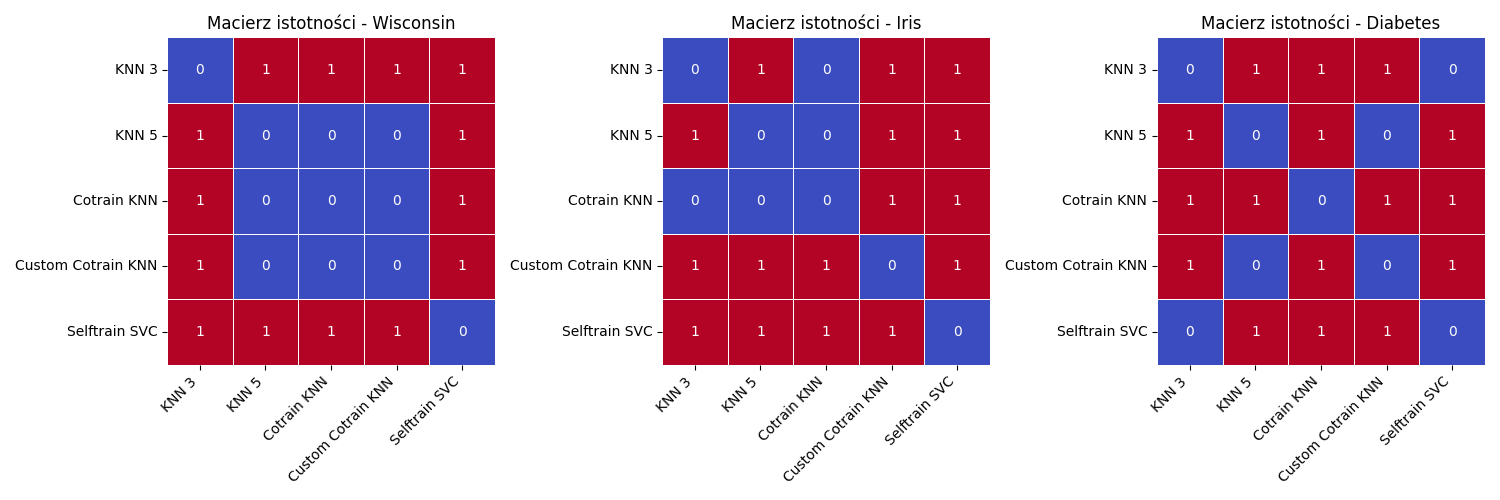 Macierz istotności - Wisconsin
KNN 3 0 1 1 1 1
KNN 5 1 0 0 0 1
Cotrain KNN 1 0 0 0 1
Custom Cotrain KNN 1 0 0 0 1
Selftrain SVC 1 1 1 1 0
KNN 3
KNN 5
Cotrain KNN
Custom Cotrain KNN
Selftrain SVC
Macierz istotności - Iris
KNN 3 0 1 0 1 1
KNN 5 1 0 0 1 1
Cotrain KNN 0 0 0 1 1
Custom Cotrain KNN 1 1 1 0 1
Selftrain SVC 1 1 1 1 0
KNN 3
KNN 5
Cotrain KNN
Custom Cotrain KNN
Selftrain SVC
Macierz istotności - Diabetes
KNN 3 0 1 1 1 0
KNN 5 1 0 1 0 1
Cotrain KNN 1 1 0 1 1
Custom Cotrain KNN 1 0 1 0 1
Selftrain SVC 0 1 1 1 0
KNN 3
KNN 5
Cotrain KNN
Custom Cotrain KNN
Selftrain SVC